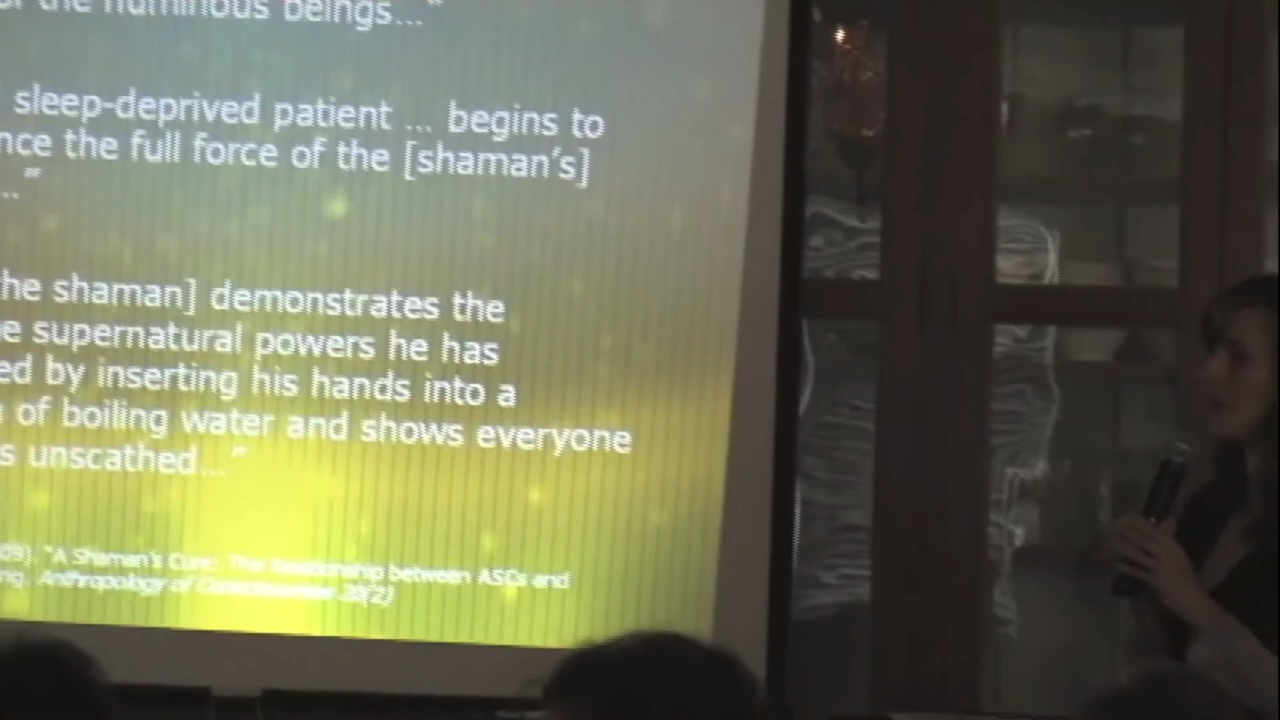 the numinous beings..."
sleep-deprived patient ... begins to
nce the full force of the [shaman's]
..."
he shaman] demonstrates the
e supernatural powers he has
ed by inserting his hands into a
of boiling water and shows everyone
s unscathed..."
09). "A Shaman's Cure: The Relationship between ASCs and
ng. Anthropology of Consciousness 20(2)